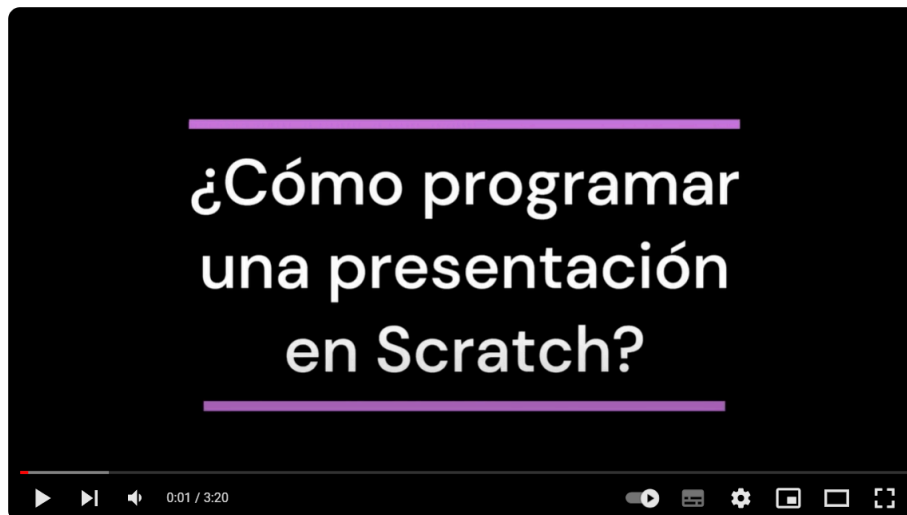 ¿Cómo programar
una presentación
en Scratch?
0:01 / 3:20